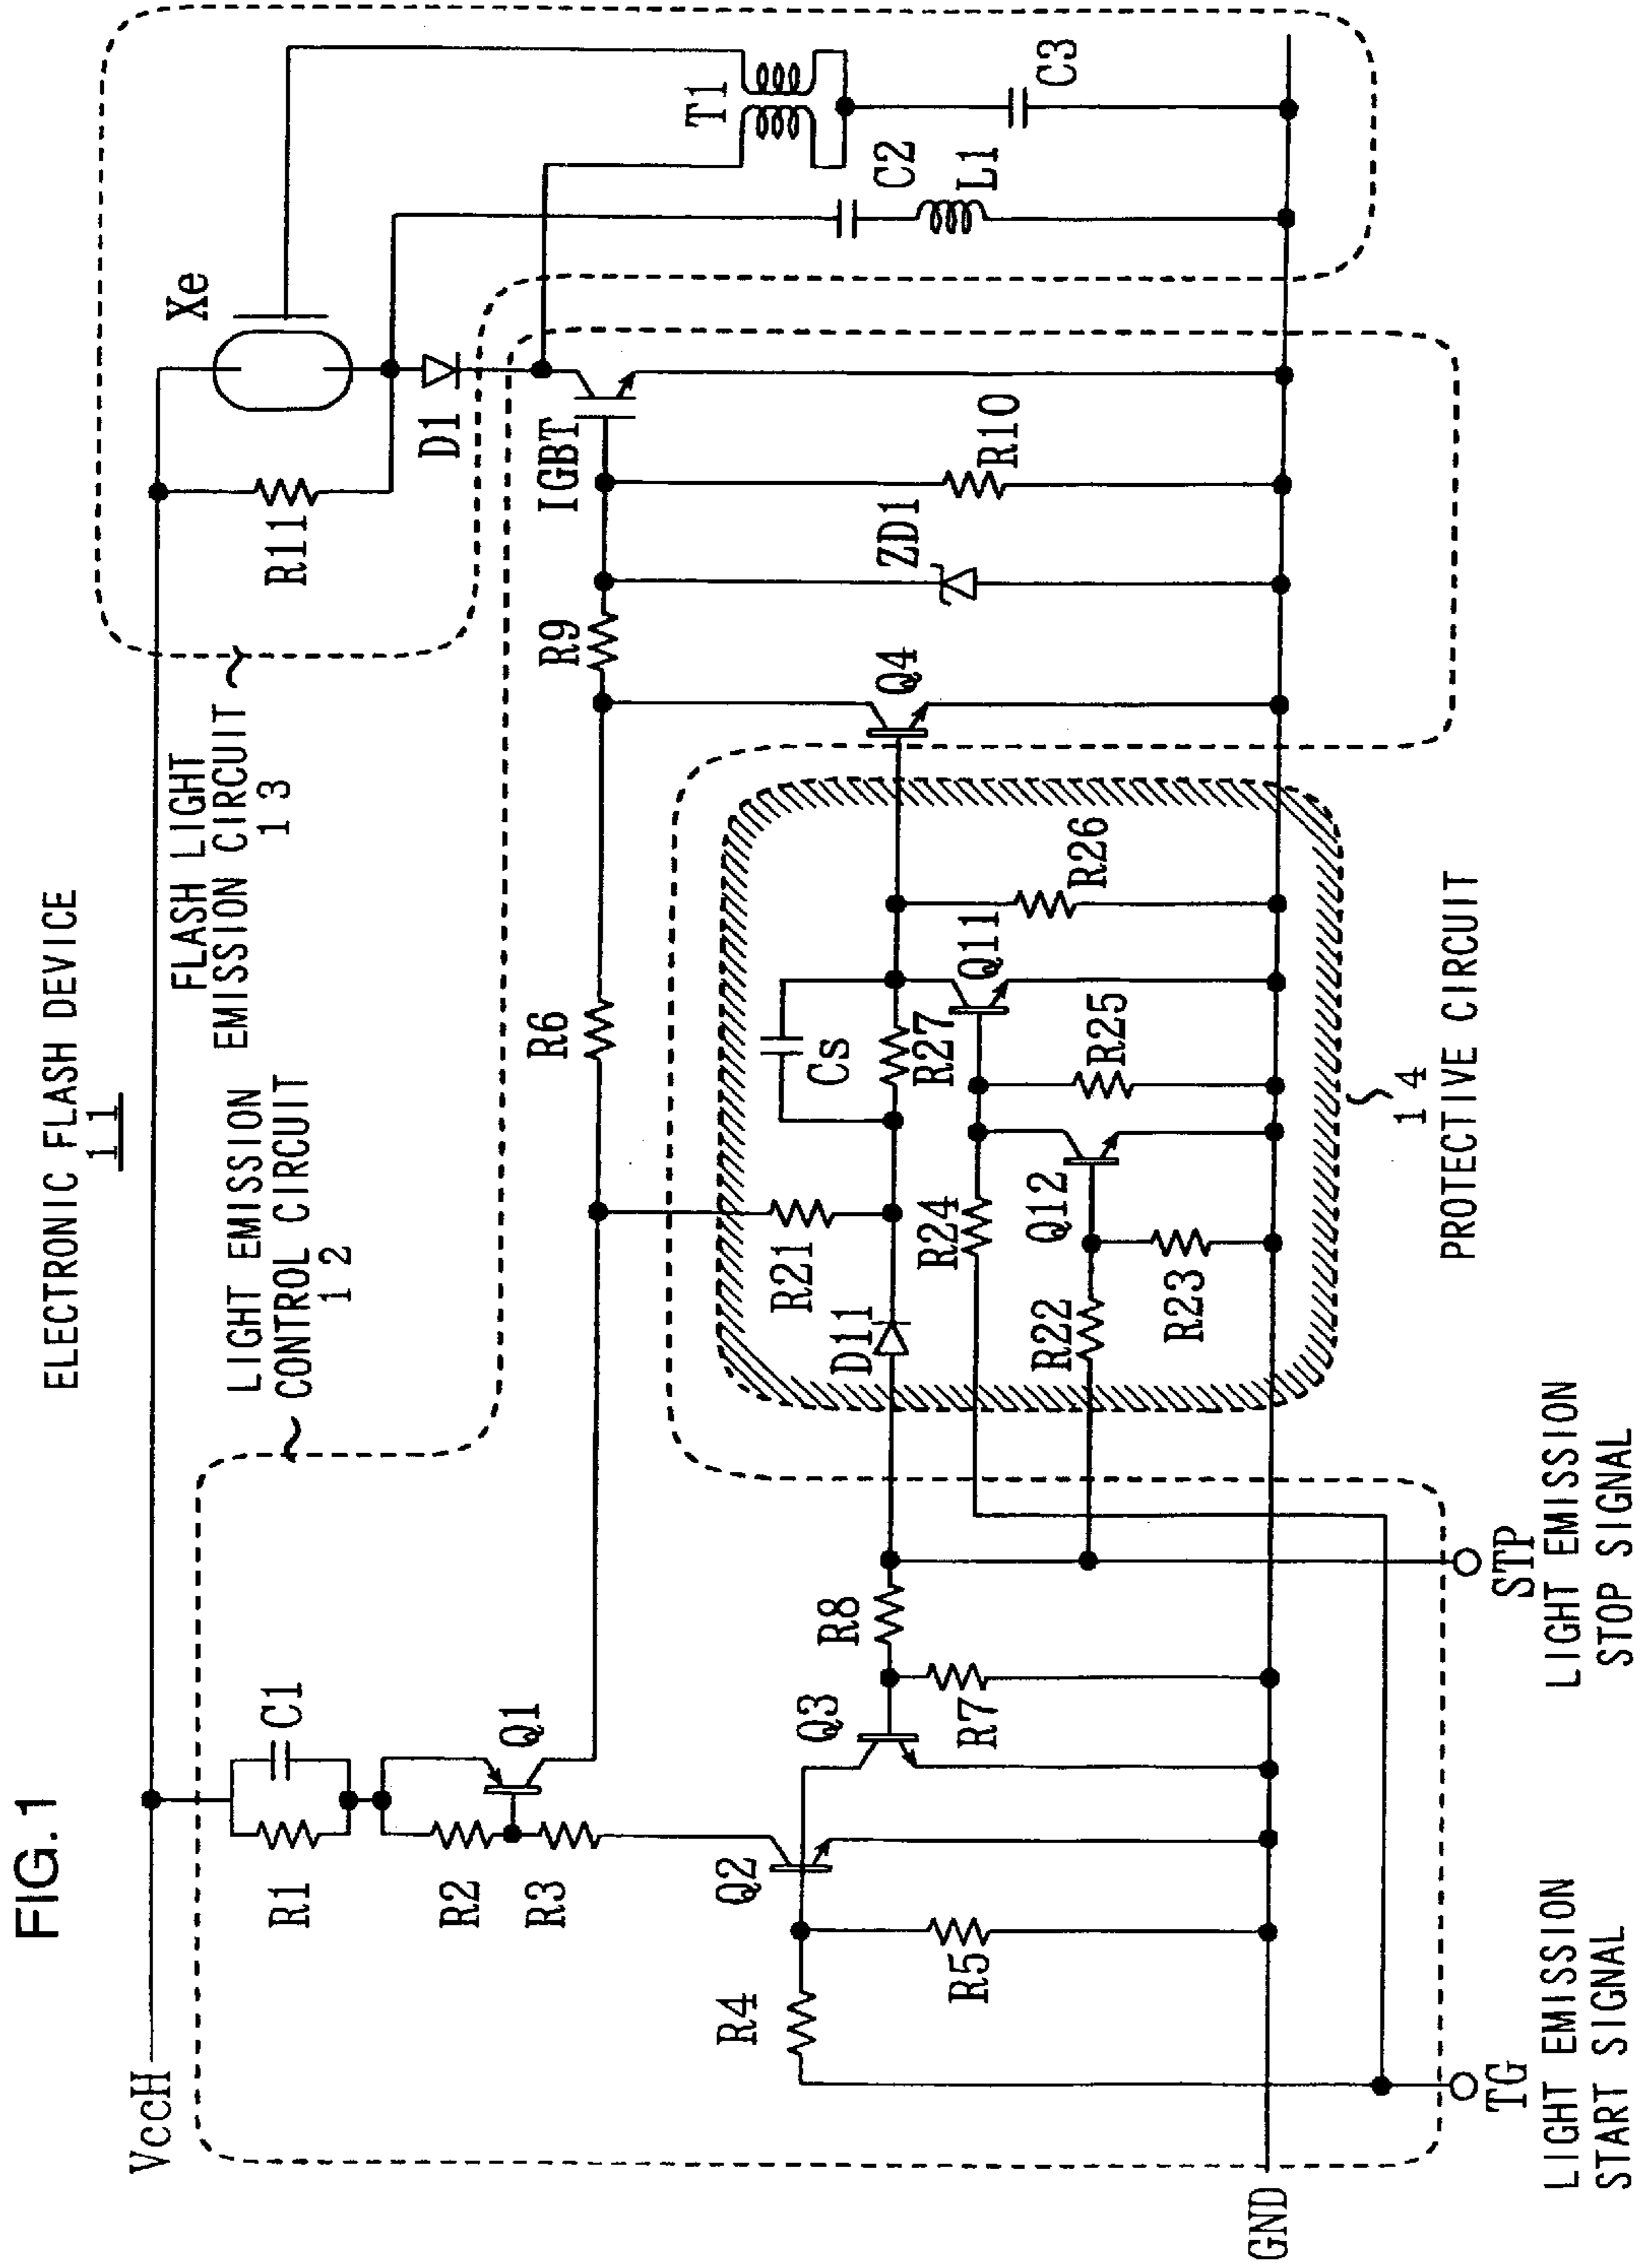 FIG. 1
ELECTRONIC FLASH DEVICE
11
VccH
LIGHT EMISSION
CONTROL CIRCUIT
12
FLASH LIGHT
EMISSION CIRCUIT
13
R1
C1
R2
R3
Q1
R6
R9
R11
Xe
D1
IGBT
T1
C2
L1
C3
R10
ZD1
Q4
R4
R5
Q2
Q3
R7
R8
D11
R21
Cs
R27
R24
R22
R23
Q12
R25
Q11
R26
14
PROTECTIVE CIRCUIT
GND
TG
LIGHT EMISSION
START SIGNAL
STP
LIGHT EMISSION
STOP SIGNAL